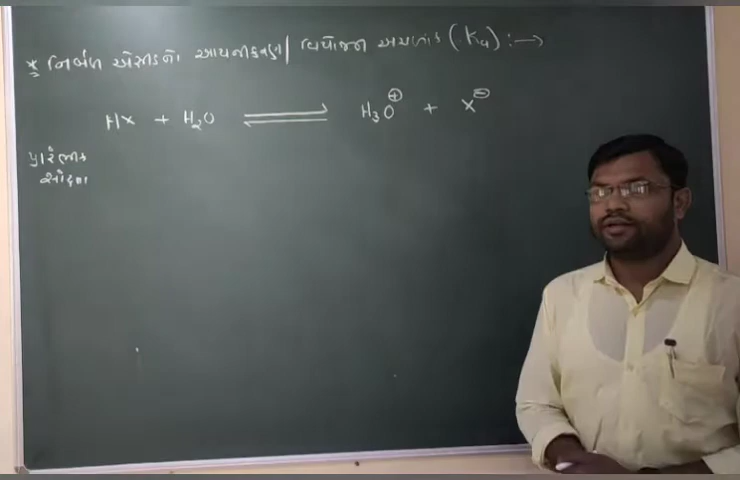 * નિર્બળ એસીડનો આયનીકરણ / વિયોજન અચળાંક (Ka) :→
HX + H₂O ⇌ H₃O⊕ + X⊖
પ્રારંભીક
સાંદ્રતા